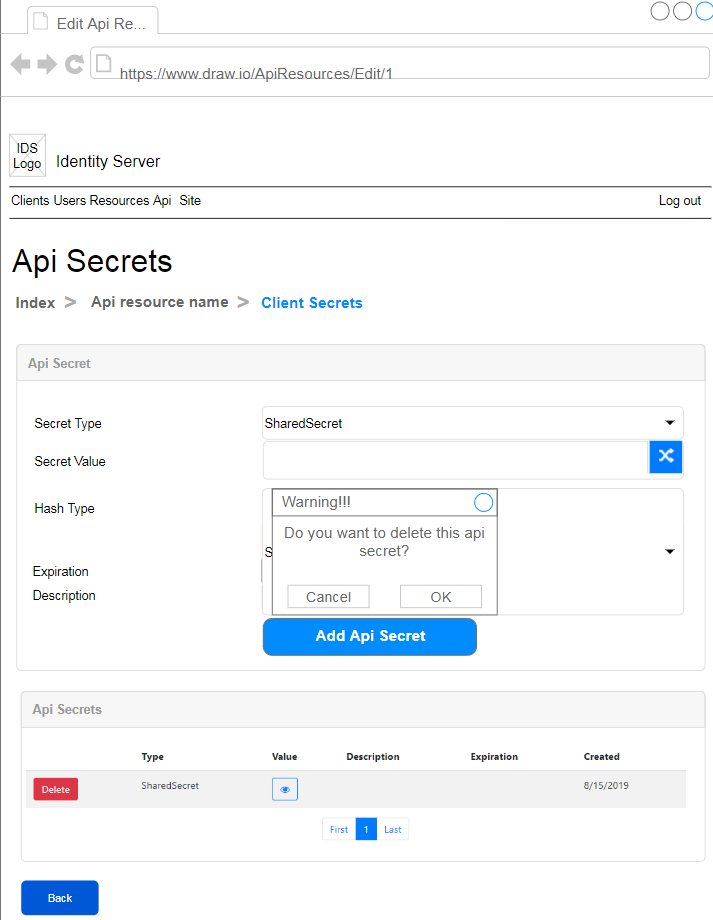 Edit Api Re...
https://www.draw.io/ApiResources/Edit/1
IDS
Logo
Identity Server
Clients Users Resources Api Site
Log out
Api Secrets
Index > Api resource name > Client Secrets
Api Secret
Secret Type
SharedSecret
Secret Value
Hash Type
Warning!!!
Do you want to delete this api
secret?
S
Cancel
OK
Expiration
Description
Add Api Secret
Api Secrets
Type Value Description Expiration Created
Delete SharedSecret 8/15/2019
First 1 Last
Back